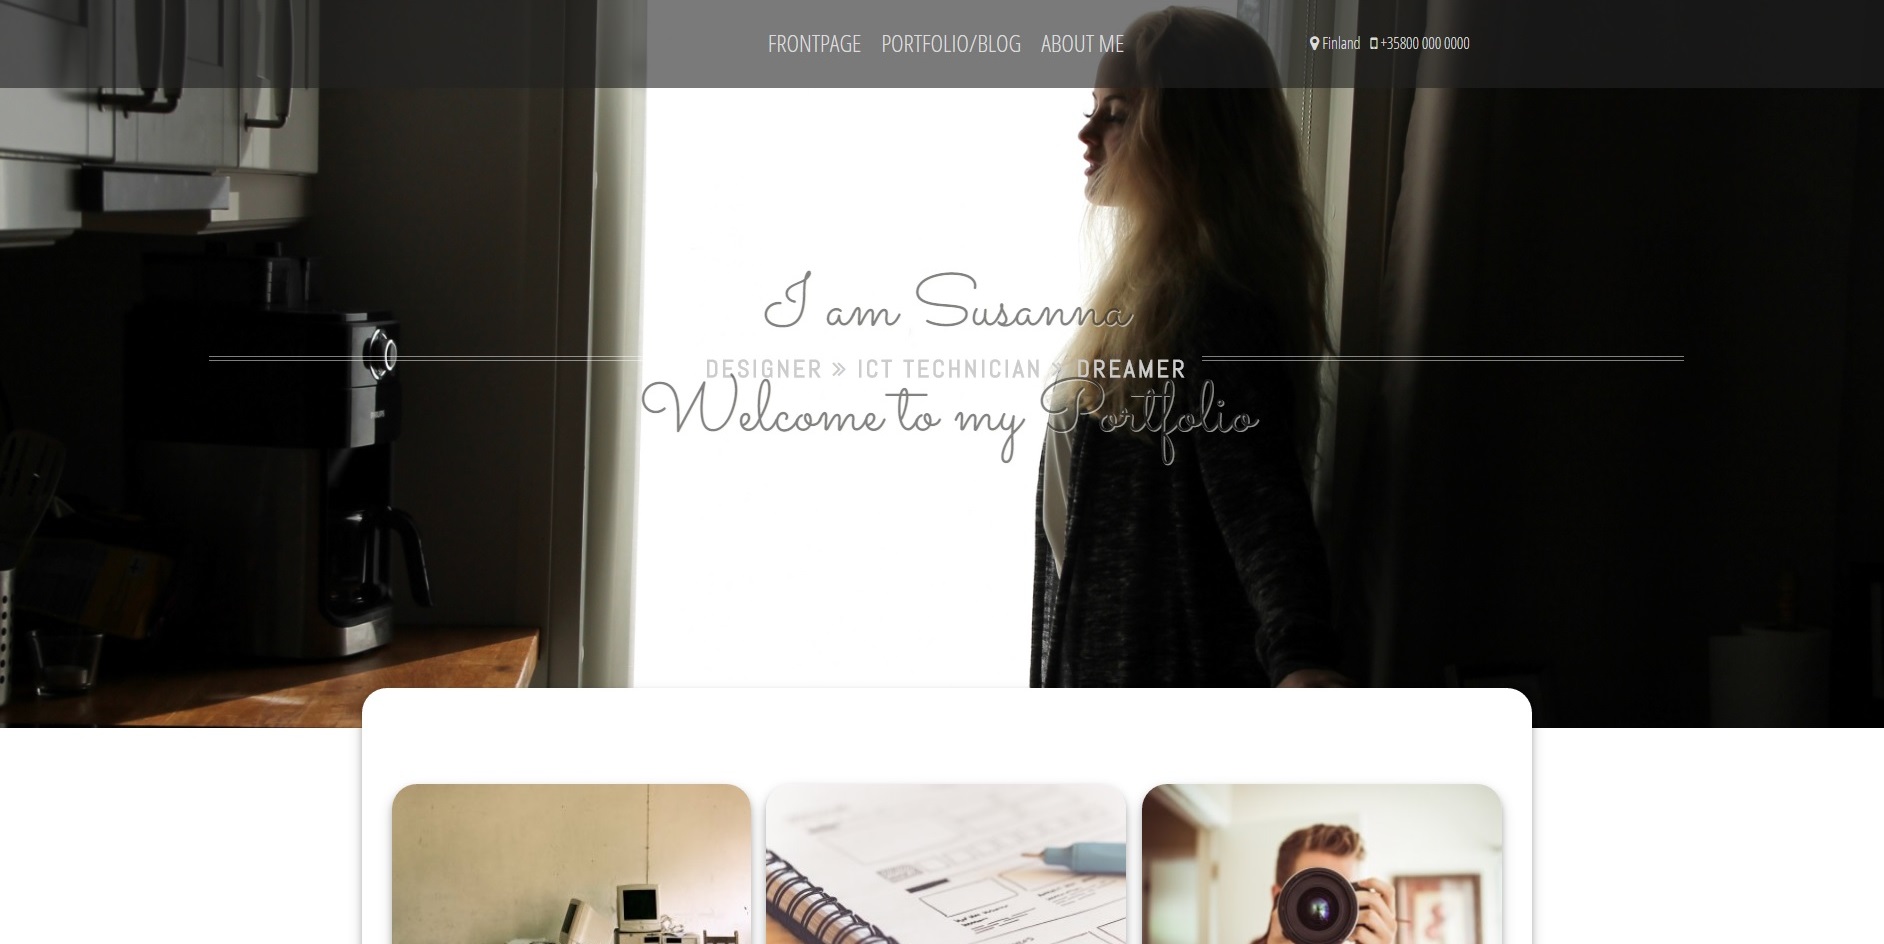 FRONTPAGE PORTFOLIO/BLOG ABOUT ME Finland +35800 000 0000
I am Susanna
DESIGNER » ICT TECHNICIAN » DREAMER
Welcome to my Portfolio